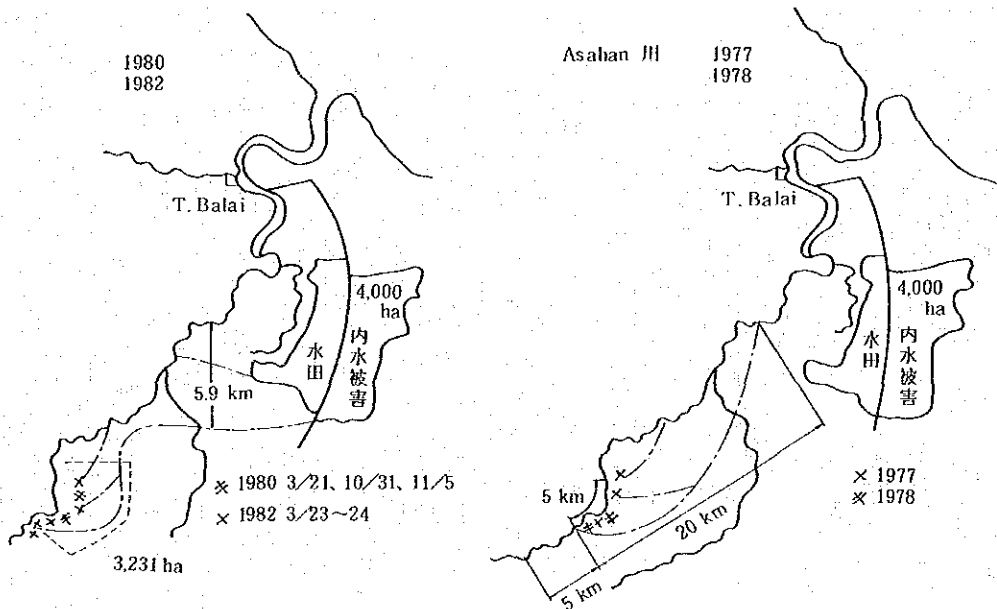 1980
1982
T. Balai
4,000
ha
水田
内水被害
5.9 km
※ 1980 3/21、10/31、11/5
× 1982 3/23~24
3,231 ha
Asahan 川
1977
1978
T. Balai
4,000
ha
水田
内水被害
× 1977
※ 1978
5 km
20 km
5 km